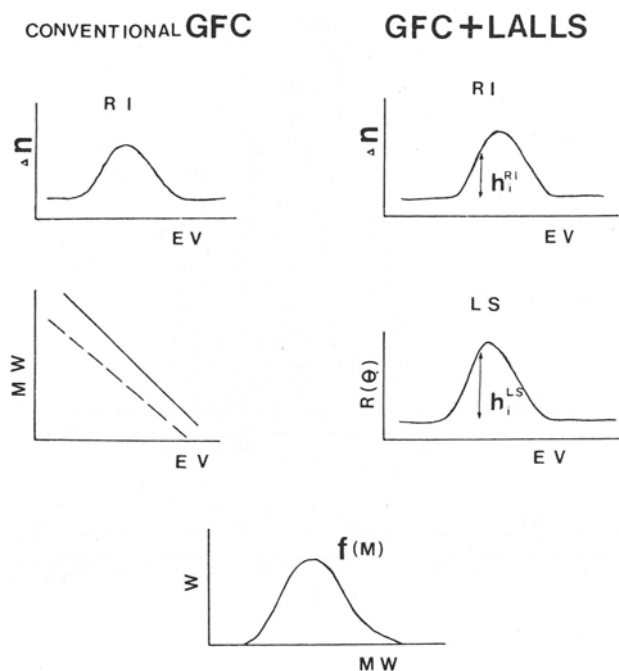 CONVENTIONAL GFC
GFC+LALLS
RI
Δn
EV
RI
Δn
h_i^RI
EV
MW
EV
LS
R(θ)
h_i^LS
EV
f(M)
W
MW